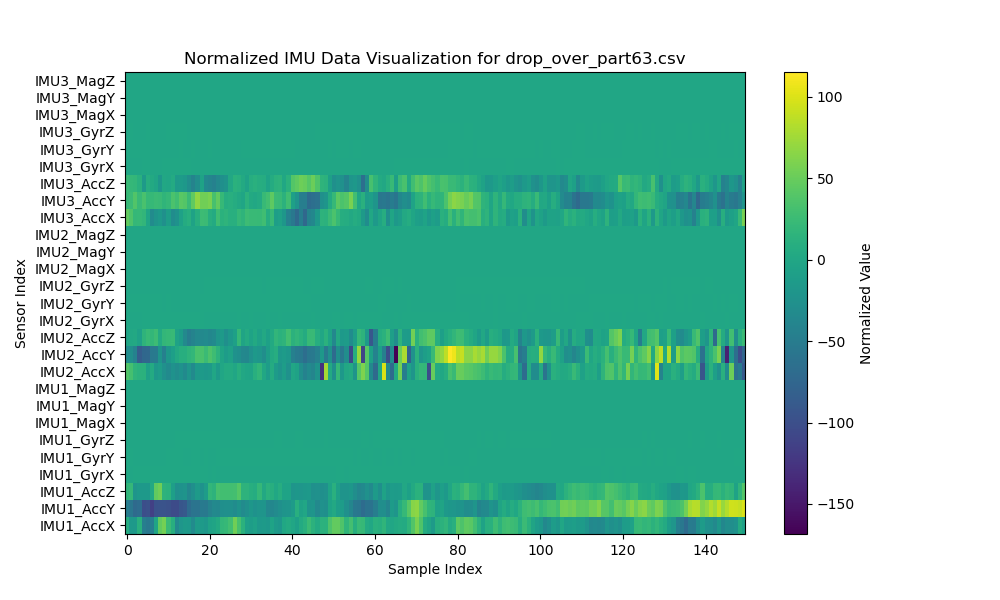 Normalized IMU Data Visualization for drop_over_part63.csv
IMU3_MagZ
IMU3_MagY
IMU3_MagX
IMU3_GyrZ
IMU3_GyrY
IMU3_GyrX
IMU3_AccZ
IMU3_AccY
IMU3_AccX
IMU2_MagZ
IMU2_MagY
IMU2_MagX
IMU2_GyrZ
IMU2_GyrY
IMU2_GyrX
IMU2_AccZ
IMU2_AccY
IMU2_AccX
IMU1_MagZ
IMU1_MagY
IMU1_MagX
IMU1_GyrZ
IMU1_GyrY
IMU1_GyrX
IMU1_AccZ
IMU1_AccY
IMU1_AccX
Sensor Index
0 20 40 60 80 100 120 140
Sample Index
100
50
0
−50
−100
−150
Normalized Value